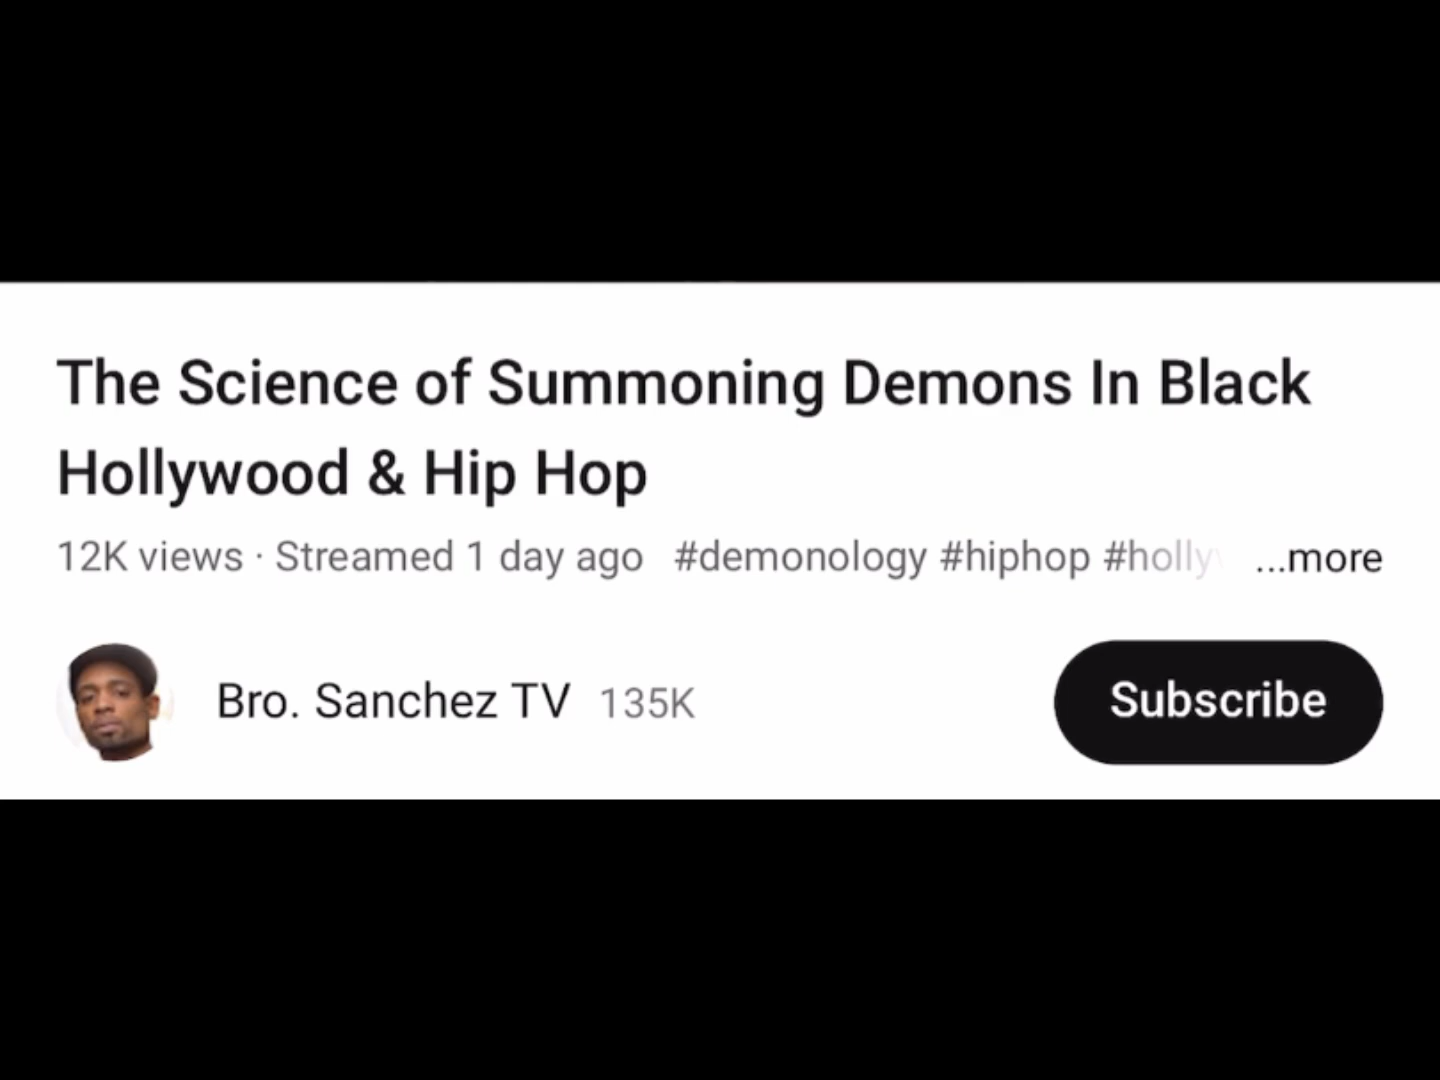 The Science of Summoning Demons In Black
Hollywood & Hip Hop
12K views · Streamed 1 day ago #demonology #hiphop #holly ...more
Bro. Sanchez TV 135K
Subscribe